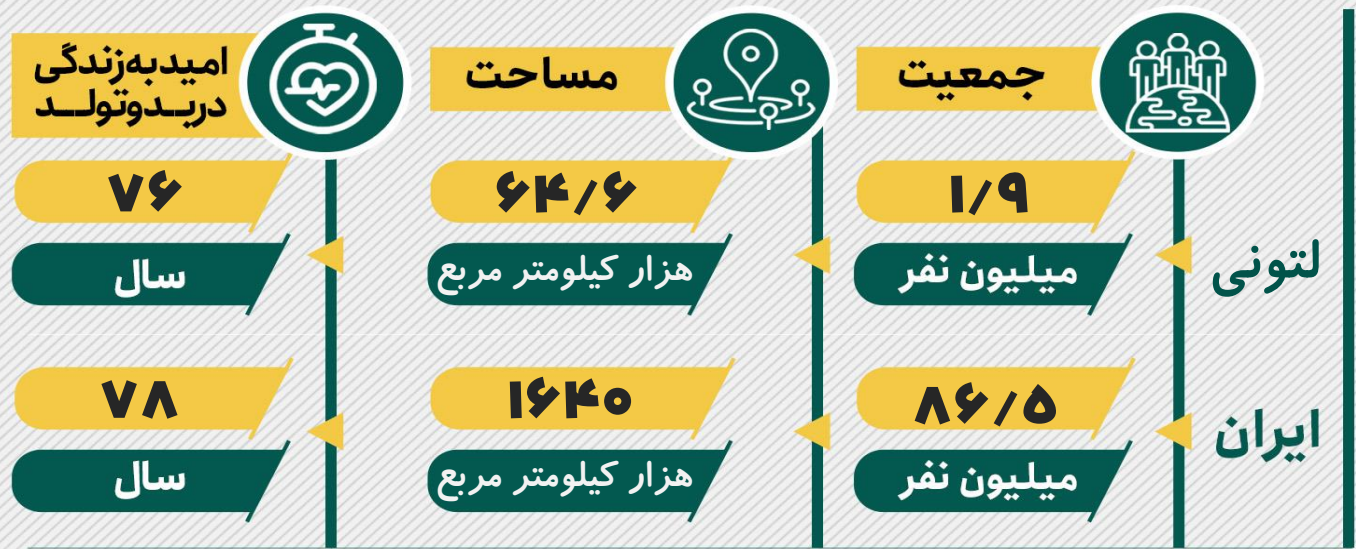 جمعیت
مساحت
امیدبه‌زندگی
دربــدوتولــد
لتونی
۱/۹
میلیون نفر
۶۴/۶
هزار کیلومتر مربع
۷۶
سال
ایران
۸۶/۵
میلیون نفر
۱۶۴۰
هزار کیلومتر مربع
۷۸
سال